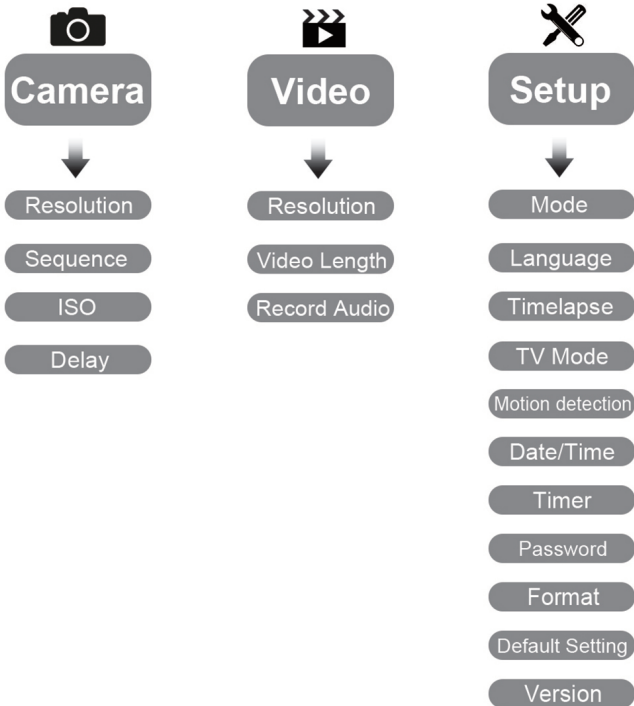 Camera
Resolution
Sequence
ISO
Delay
Video
Resolution
Video Length
Record Audio
Setup
Mode
Language
Timelapse
TV Mode
Motion detection
Date/Time
Timer
Password
Format
Default Setting
Version